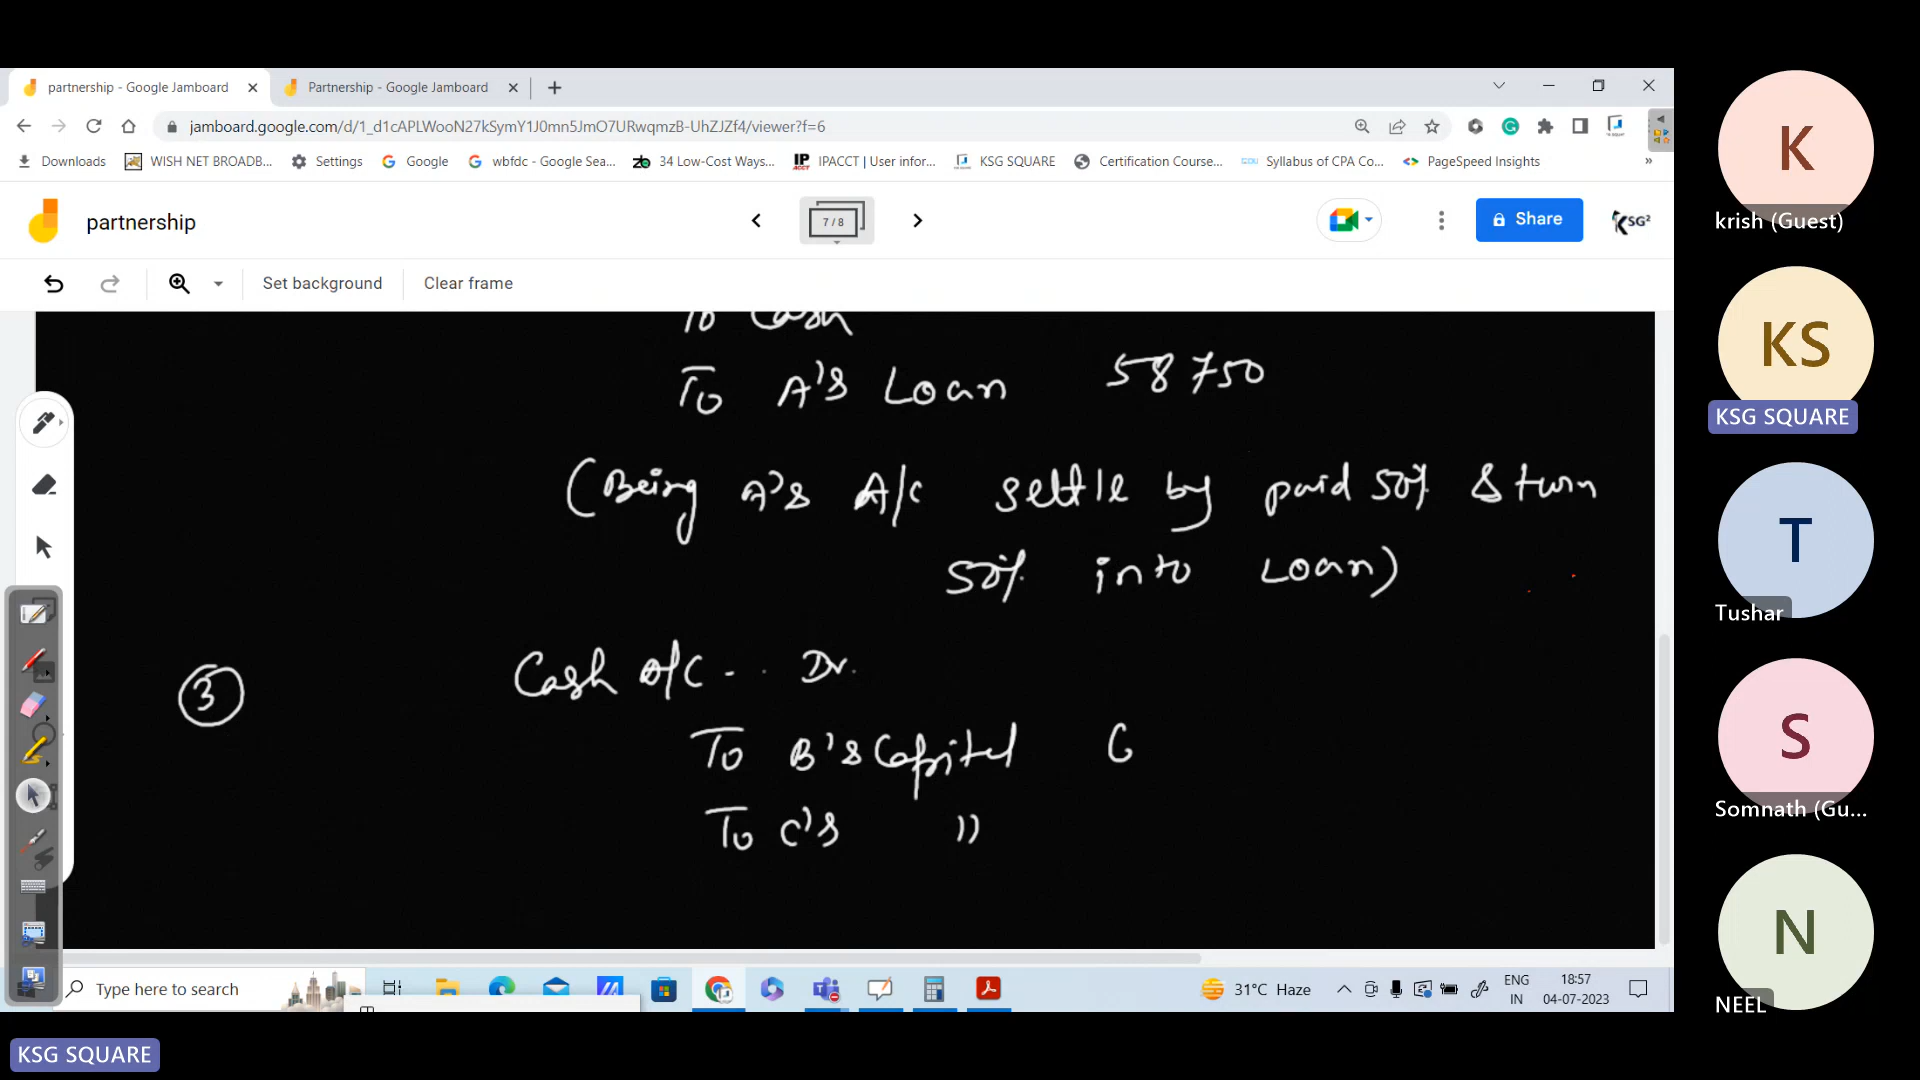 partnership - Google Jamboard
Partnership - Google Jamboard
jamboard.google.com/d/1_d1cAPLWooN27kSymY1J0mn5JmO7URwqmzB-UhZJZf4/viewer?f=6
Downloads WISH NET BROADB... Settings Google wbfdc - Google Sea... 34 Low-Cost Ways... IPACCT | User infor... KSG SQUARE Certification Course... Syllabus of CPA Co... PageSpeed Insights »
partnership
7 / 8
Share
KSG²
Set background
Clear frame
To Cash
To A's Loan 58750
(Being A's A/c settle by paid 50% & turn
50% into Loan)
3 Cash A/C - . Dr.
To B's Capital C
To C's "
Type here to search
31°C Haze
ENG
IN
18:57
04-07-2023
K
krish (Guest)
KS
KSG SQUARE
T
Tushar
S
Somnath (Gu...
N
NEEL
KSG SQUARE